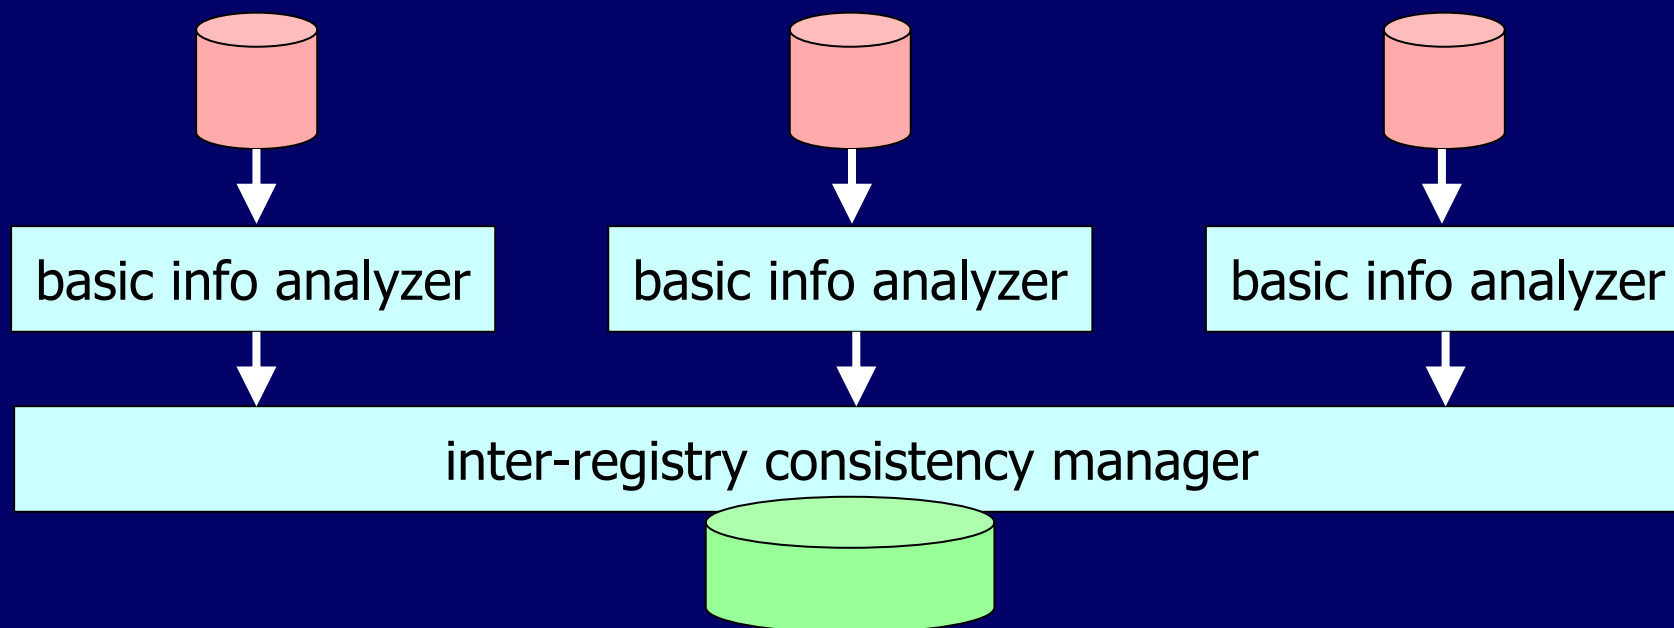 basic info analyzer
basic info analyzer
basic info analyzer
inter-registry consistency manager